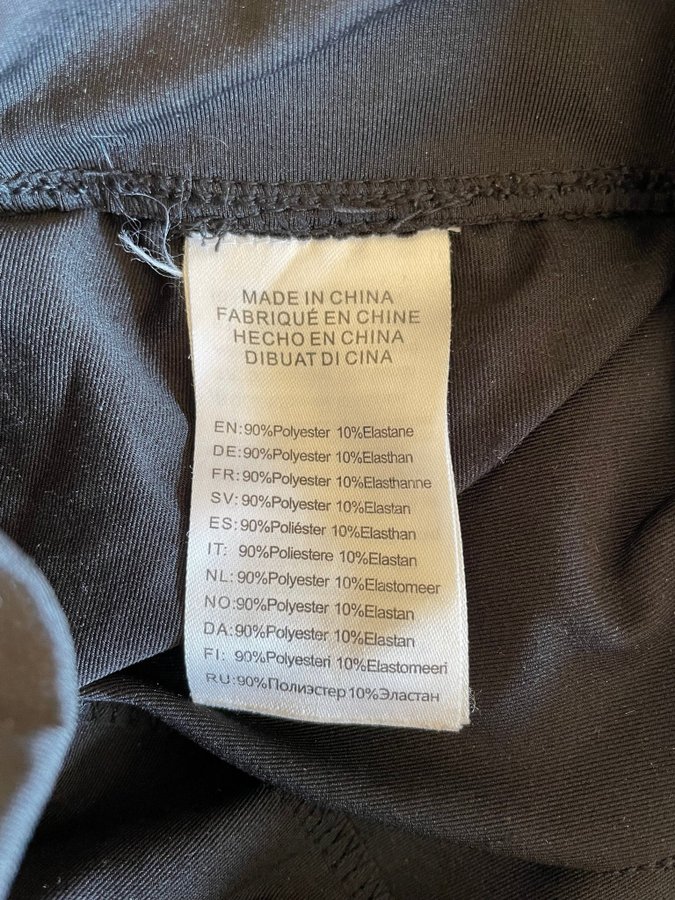 MADE IN CHINA
FABRIQUÉ EN CHINE
HECHO EN CHINA
DIBUAT DI CINA
EN:90%Polyester 10%Elastane
DE:90%Polyester 10%Elasthan
FR:90%Polyester 10%Elasthanne
SV:90%Polyester 10%Elastan
ES:90%Poliéster 10%Elasthan
IT: 90%Poliestere 10%Elastan
NL:90%Polyester 10%Elastomeer
NO:90%Polyester 10%Elastan
DA:90%Polyester 10%Elastan
FI: 90%Polyesteri 10%Elastomeeri
RU:90%Полиэстер 10%Эластан